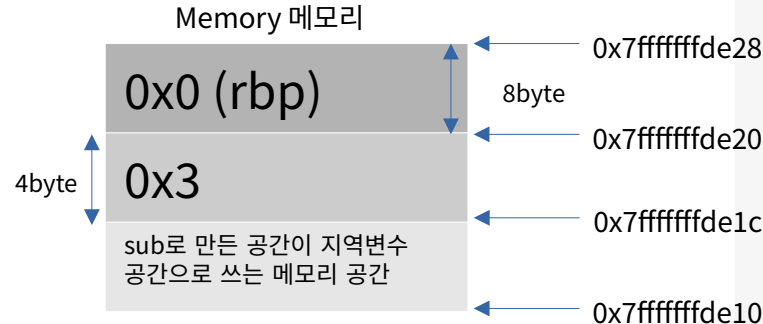 Memory 메모리
0x7fffffffde28
0x0 (rbp)
8byte
0x7fffffffde20
4byte
0x3
0x7fffffffde1c
sub로 만든 공간이 지역변수
공간으로 쓰는 메모리 공간
0x7fffffffde10